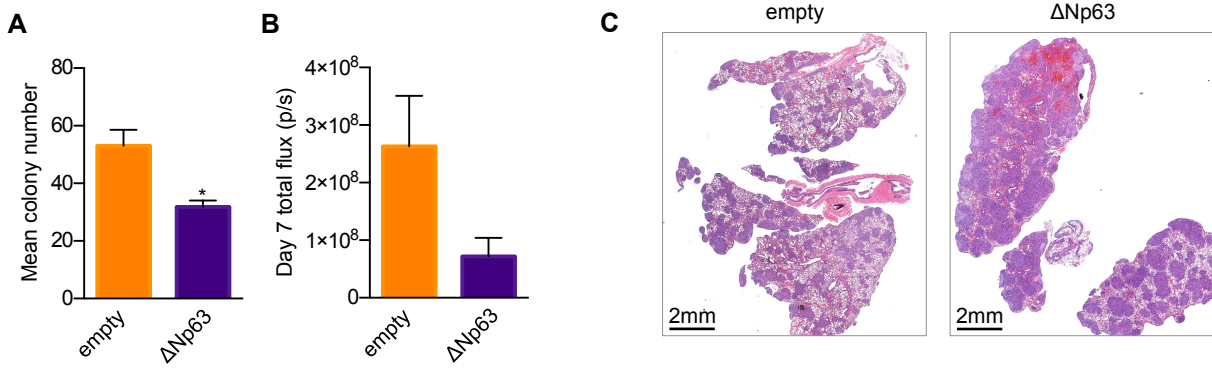 A
Mean colony number
80
60
40
20
0
*
empty
ΔNp63
B
Day 7 total flux (p/s)
4×10⁸
3×10⁸
2×10⁸
1×10⁸
0
empty
ΔNp63
C
empty
ΔNp63
2mm
2mm